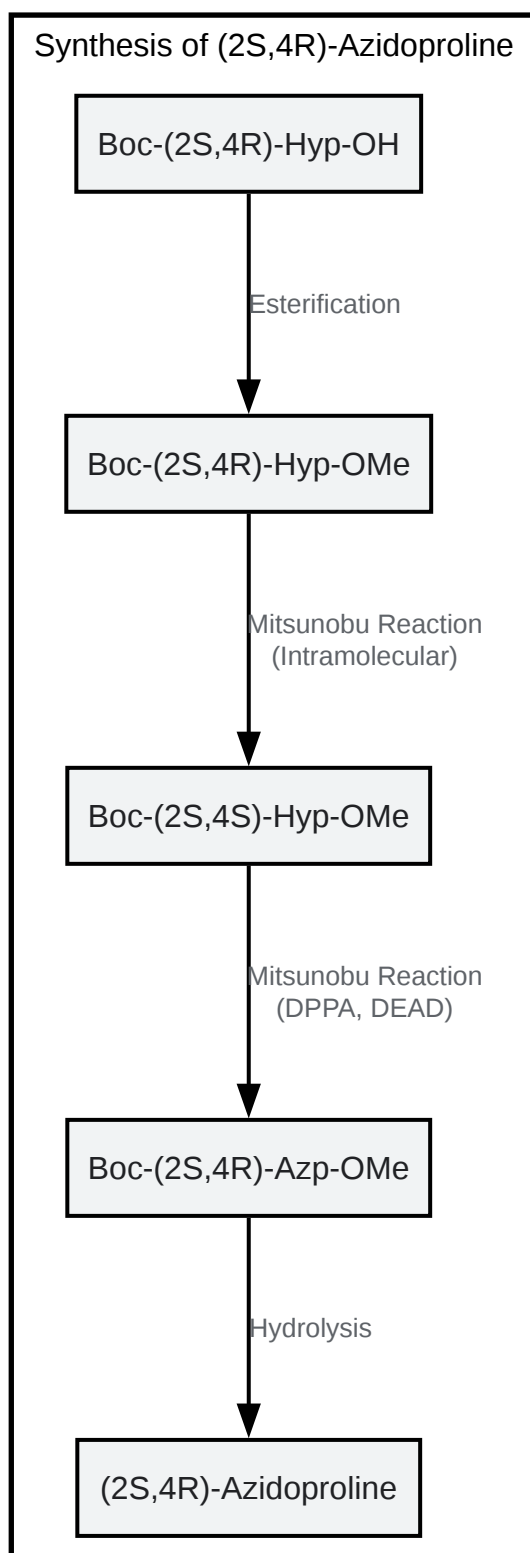 Synthesis of (2S,4R)-Azidoproline
Boc-(2S,4R)-Hyp-OH
Esterification
Boc-(2S,4R)-Hyp-OMe
Mitsunobu Reaction
(Intramolecular)
Boc-(2S,4S)-Hyp-OMe
Mitsunobu Reaction
(DPPA, DEAD)
Boc-(2S,4R)-Azp-OMe
Hydrolysis
(2S,4R)-Azidoproline